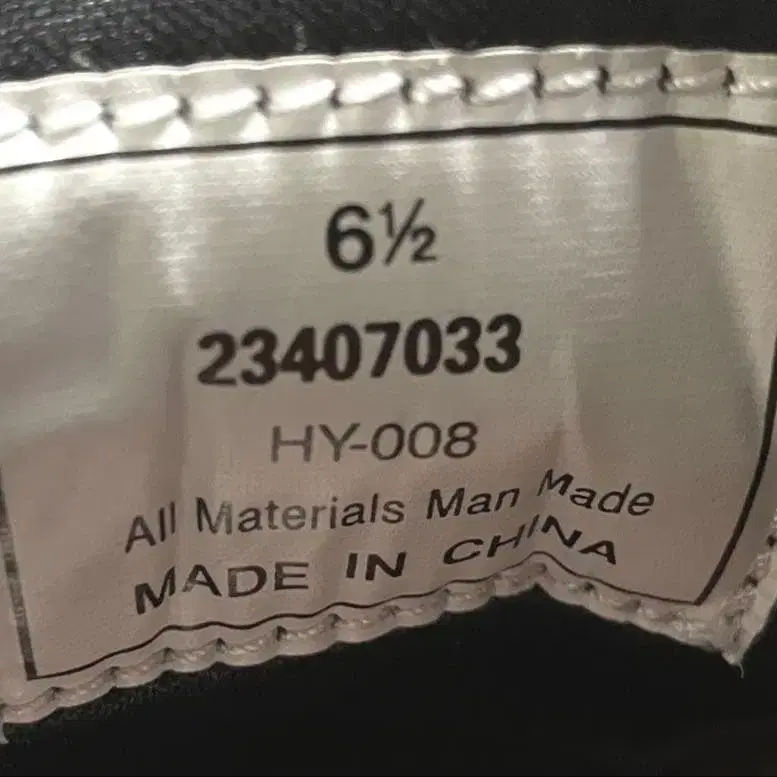 6½
23407033
HY-008
All Materials Man Made
MADE IN CHINA